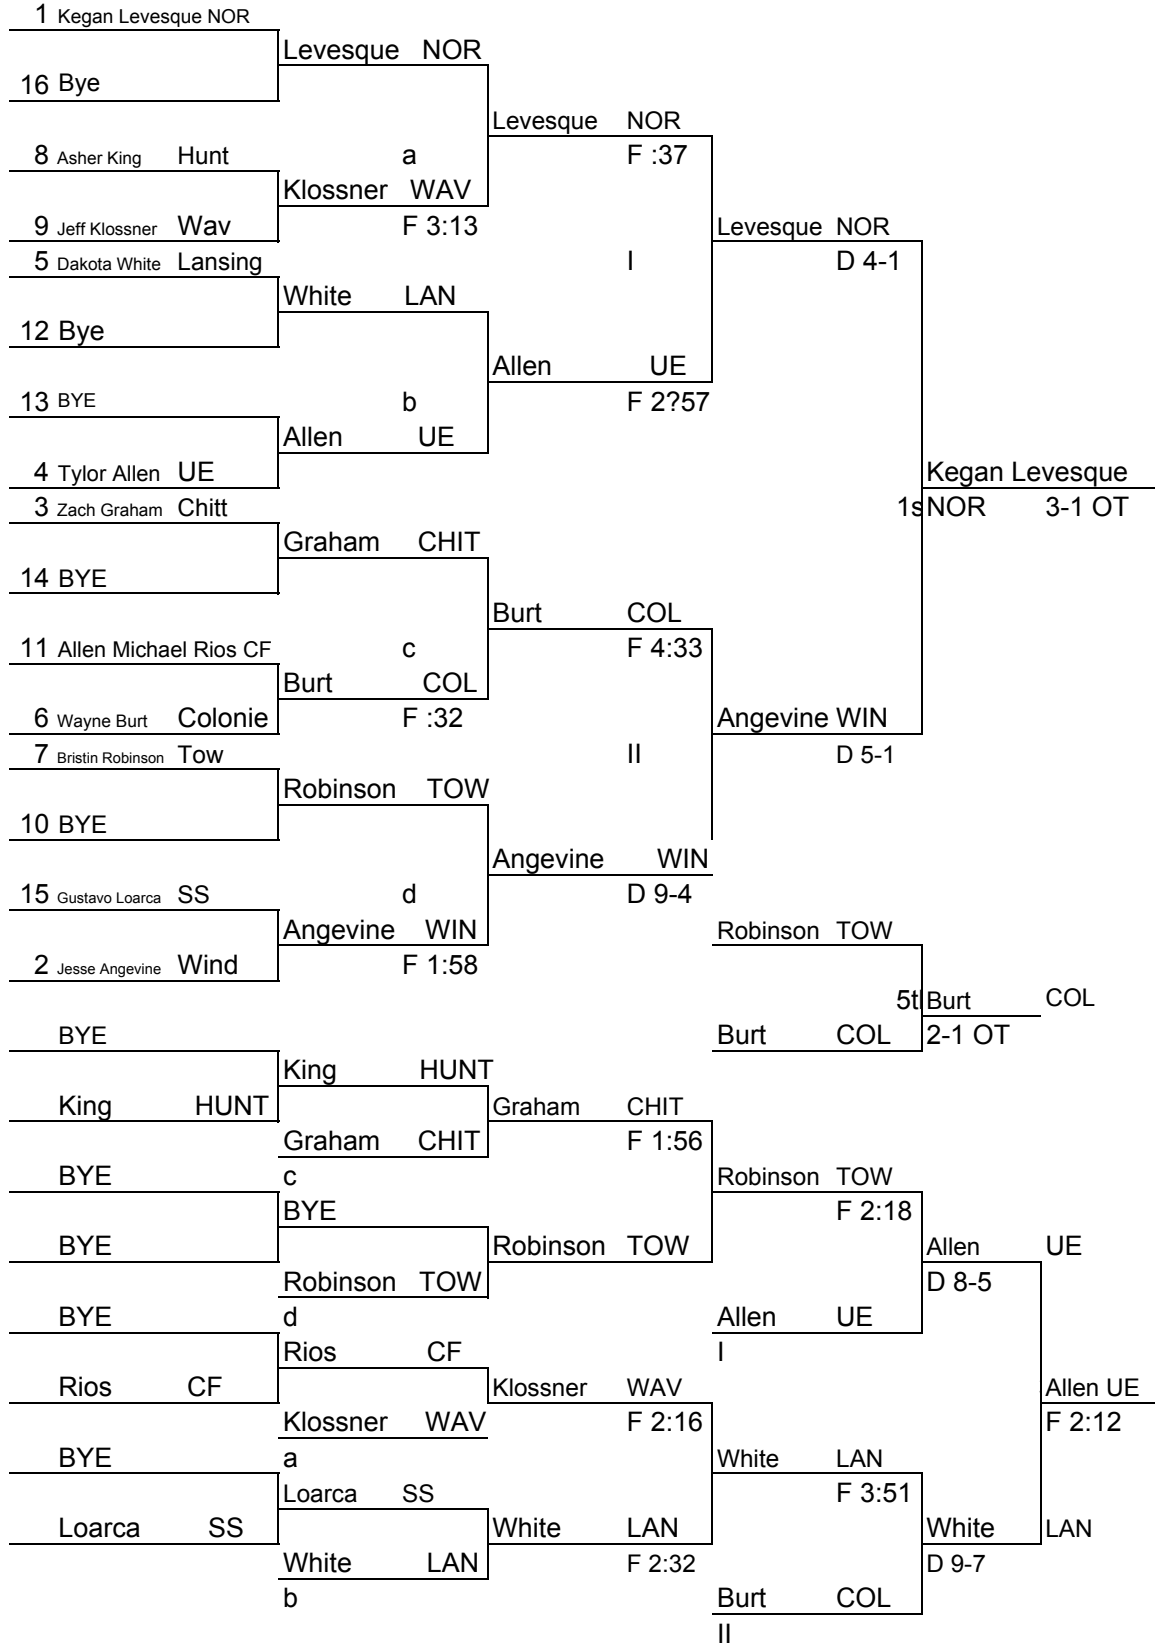 1 Kegan Levesque NOR
Levesque NOR
16 Bye
Levesque NOR
8 Asher King Hunt a F :37
Klossner WAV
9 Jeff Klossner Wav F 3:13 Levesque NOR
5 Dakota White Lansing I D 4-1
White LAN
12 Bye
Allen UE
13 BYE b F 2?57
Allen UE
4 Tylor Allen UE Kegan Levesque
3 Zach Graham Chitt 1s NOR 3-1 OT
Graham CHIT
14 BYE
Burt COL
11 Allen Michael Rios CF c F 4:33
Burt COL
6 Wayne Burt Colonie F :32 Angevine WIN
7 Bristin Robinson Tow II D 5-1
Robinson TOW
10 BYE
Angevine WIN
15 Gustavo Loarca SS d D 9-4
Angevine WIN Robinson TOW
2 Jesse Angevine Wind F 1:58
5t Burt COL
BYE Burt COL 2-1 OT
King HUNT
King HUNT Graham CHIT
Graham CHIT F 1:56
BYE c Robinson TOW
BYE F 2:18
BYE Robinson TOW Allen UE
Robinson TOW D 8-5
BYE d Allen UE
Rios CF I
Rios CF Klossner WAV Allen UE
Klossner WAV F 2:16 F 2:12
BYE a White LAN
Loarca SS F 3:51
Loarca SS White LAN White LAN
White LAN F 2:32 D 9-7
b Burt COL
II